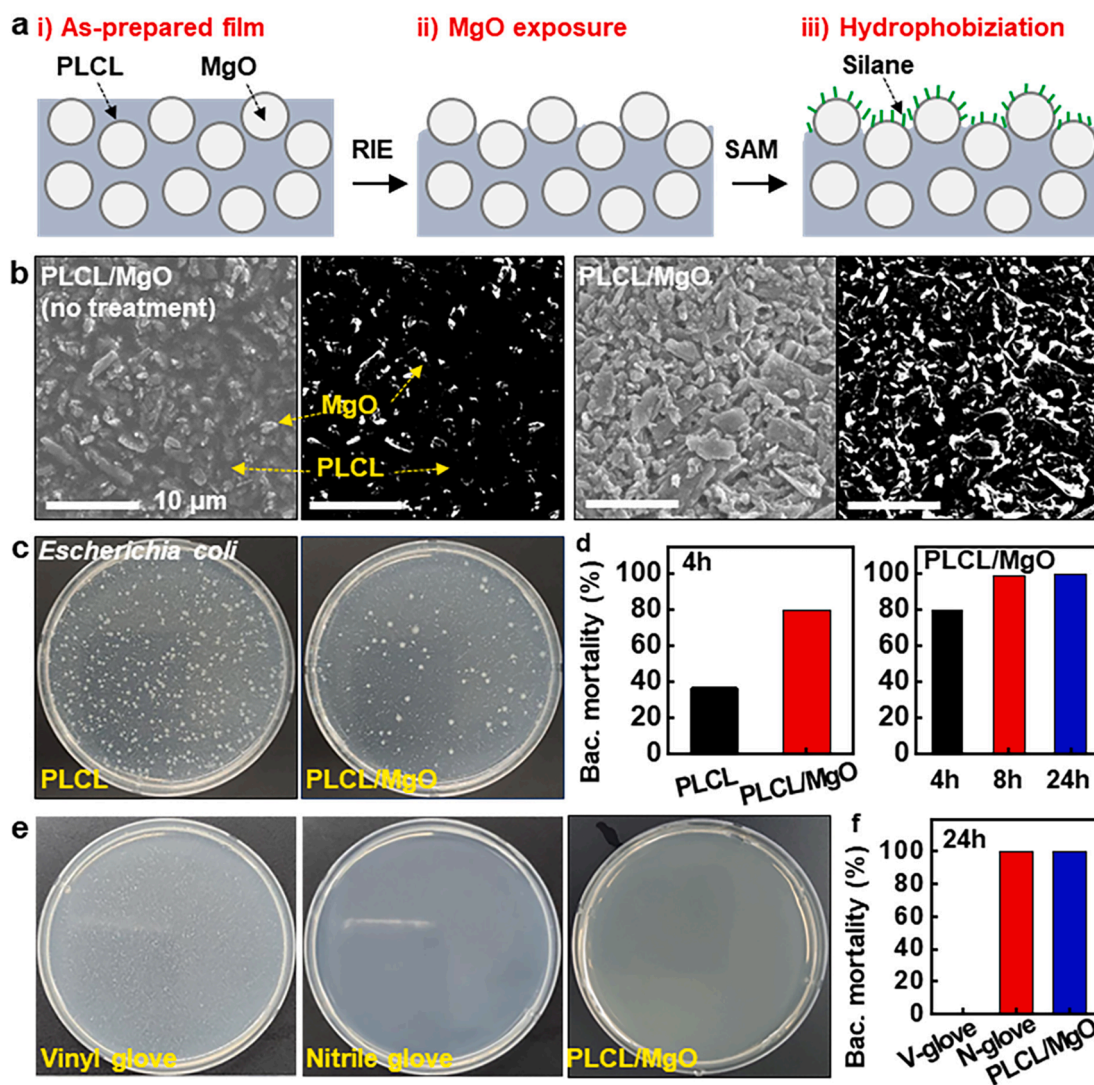 a
i) As-prepared film
ii) MgO exposure
iii) Hydrophobiziation
PLCL
MgO
Silane
RIE
SAM
b
PLCL/MgO
(no treatment)
PLCL/MgO
MgO
PLCL
10 μm
c
Escherichia coli
PLCL
PLCL/MgO
d
Bac. mortality (%)
4h
100
80
60
40
20
0
PLCL
PLCL/MgO
PLCL/MgO
100
80
60
40
20
0
4h
8h
24h
e
Vinyl glove
Nitrile glove
PLCL/MgO
f
Bac. mortality (%)
24h
100
80
60
40
20
0
V-glove
N-glove
PLCL/MgO